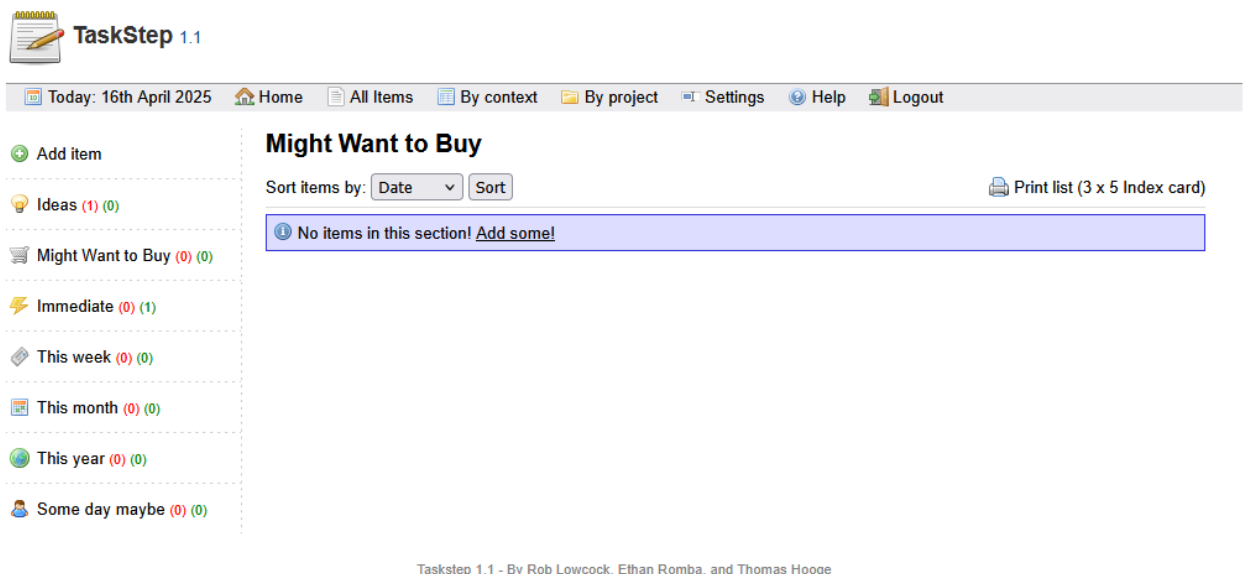 TaskStep 1.1
Today: 16th April 2025 Home All Items By context By project Settings Help Logout
Add item
Ideas (1) (0)
Might Want to Buy (0) (0)
Immediate (0) (1)
This week (0) (0)
This month (0) (0)
This year (0) (0)
Some day maybe (0) (0)
Might Want to Buy
Sort items by: Date Sort
Print list (3 x 5 Index card)
No items in this section! Add some!
Taskstep 1.1 - By Rob Lowcock, Ethan Romba, and Thomas Hooge